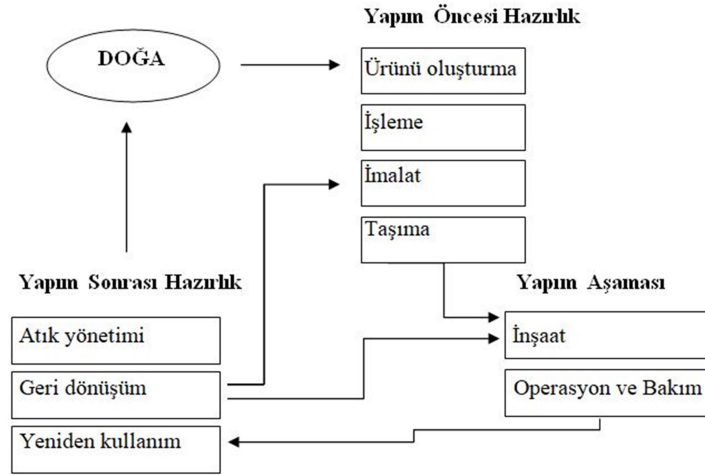 Yapım Öncesi Hazırlık
DOĞA
Ürünü oluşturma
İşleme
İmalat
Taşıma
Yapım Sonrası Hazırlık
Yapım Aşaması
Atık yönetimi
İnşaat
Geri dönüşüm
Operasyon ve Bakım
Yeniden kullanım